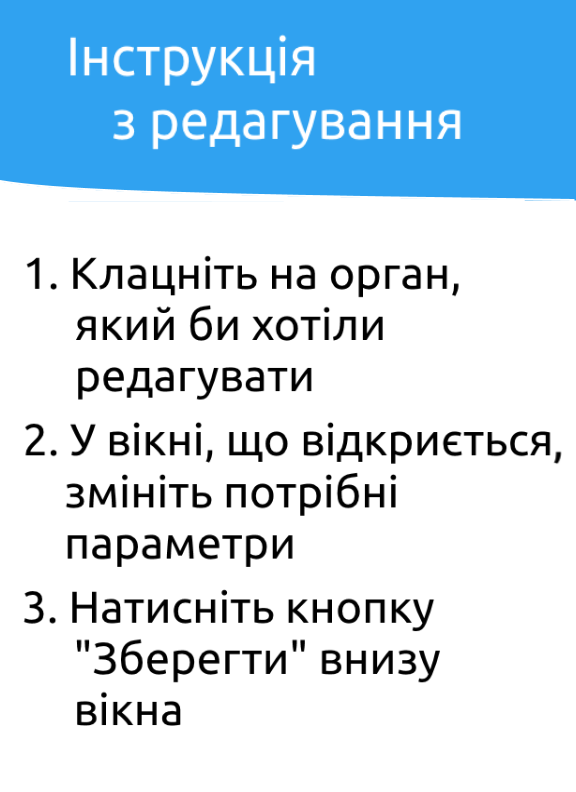 Інструкція
з редагування
1. Клацніть на орган,
який би хотіли
редагувати
2. У вікні, що відкриється,
змініть потрібні
параметри
3. Натисніть кнопку
"Зберегти" внизу
вікна